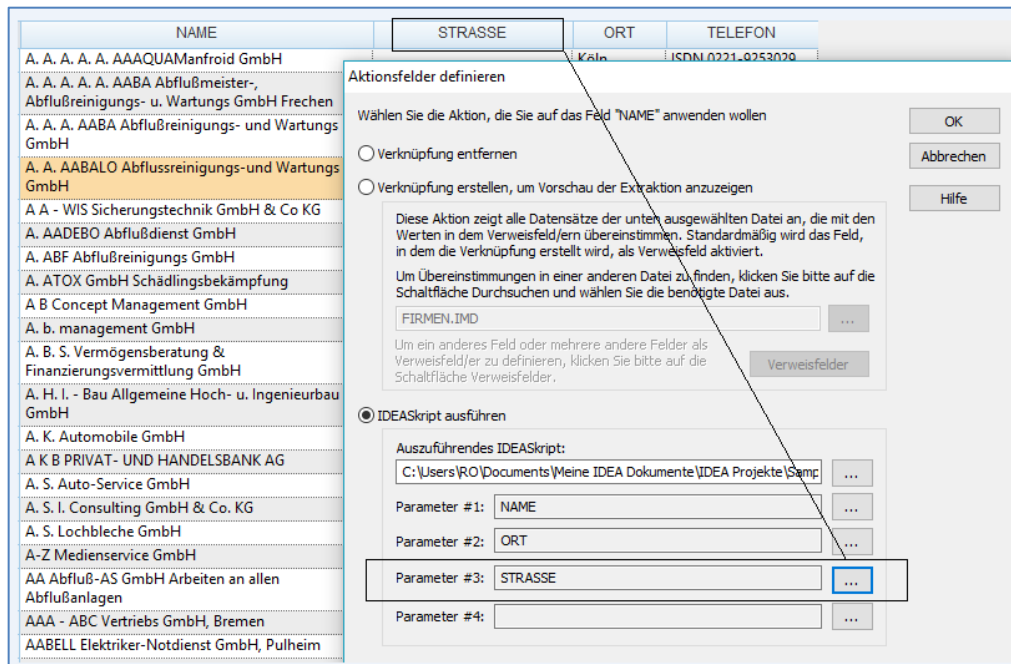 NAME STRASSE ORT TELEFON
A. A. A. A. A. AAAQUAManfroid GmbH Köln ISDN 0221-9253029
A. A. A. A. A. AABA Abflußmeister-,
Abflußreinigungs- u. Wartungs GmbH Frechen
A. A. A. AABA Abflußreinigungs- und Wartungs
GmbH
A. A. AABALO Abflussreinigungs-und Wartungs
GmbH
A A - WIS Sicherungstechnik GmbH & Co KG
A. AADEBO Abflußdienst GmbH
A. ABF Abflußreinigungs GmbH
A. ATOX GmbH Schädlingsbekämpfung
A B Concept Management GmbH
A. b. management GmbH
A. B. S. Vermögensberatung &
Finanzierungsvermittlung GmbH
A. H. I. - Bau Allgemeine Hoch- u. Ingenieurbau
GmbH
A. K. Automobile GmbH
A K B PRIVAT- UND HANDELSBANK AG
A. S. Auto-Service GmbH
A. S. I. Consulting GmbH & Co. KG
A. S. Lochbleche GmbH
A-Z Medienservice GmbH
AA Abfluß-AS GmbH Arbeiten an allen
Abflußanlagen
AAA - ABC Vertriebs GmbH, Bremen
AABELL Elektriker-Notdienst GmbH, Pulheim
Aktionsfelder definieren
Wählen Sie die Aktion, die Sie auf das Feld "NAME" anwenden wollen
OK
Abbrechen
Hilfe
Verknüpfung entfernen
Verknüpfung erstellen, um Vorschau der Extraktion anzuzeigen
Diese Aktion zeigt alle Datensätze der unten ausgewählten Datei an, die mit den
Werten in dem Verweisfeld/ern übereinstimmen. Standardmäßig wird das Feld,
in dem die Verknüpfung erstellt wird, als Verweisfeld aktiviert.
Um Übereinstimmungen in einer anderen Datei zu finden, klicken Sie bitte auf die
Schaltfläche Durchsuchen und wählen Sie die benötigte Datei aus.
FIRMEN.IMD ...
Um ein anderes Feld oder mehrere andere Felder als
Verweisfeld/er zu definieren, klicken Sie bitte auf die
Schaltfläche Verweisfelder.
Verweisfelder
IDEASkript ausführen
Auszuführendes IDEASkript:
C:\Users\RO\Documents\Meine IDEA Dokumente\IDEA Projekte\Samp ...
Parameter #1: NAME ...
Parameter #2: ORT ...
Parameter #3: STRASSE ...
Parameter #4: ...